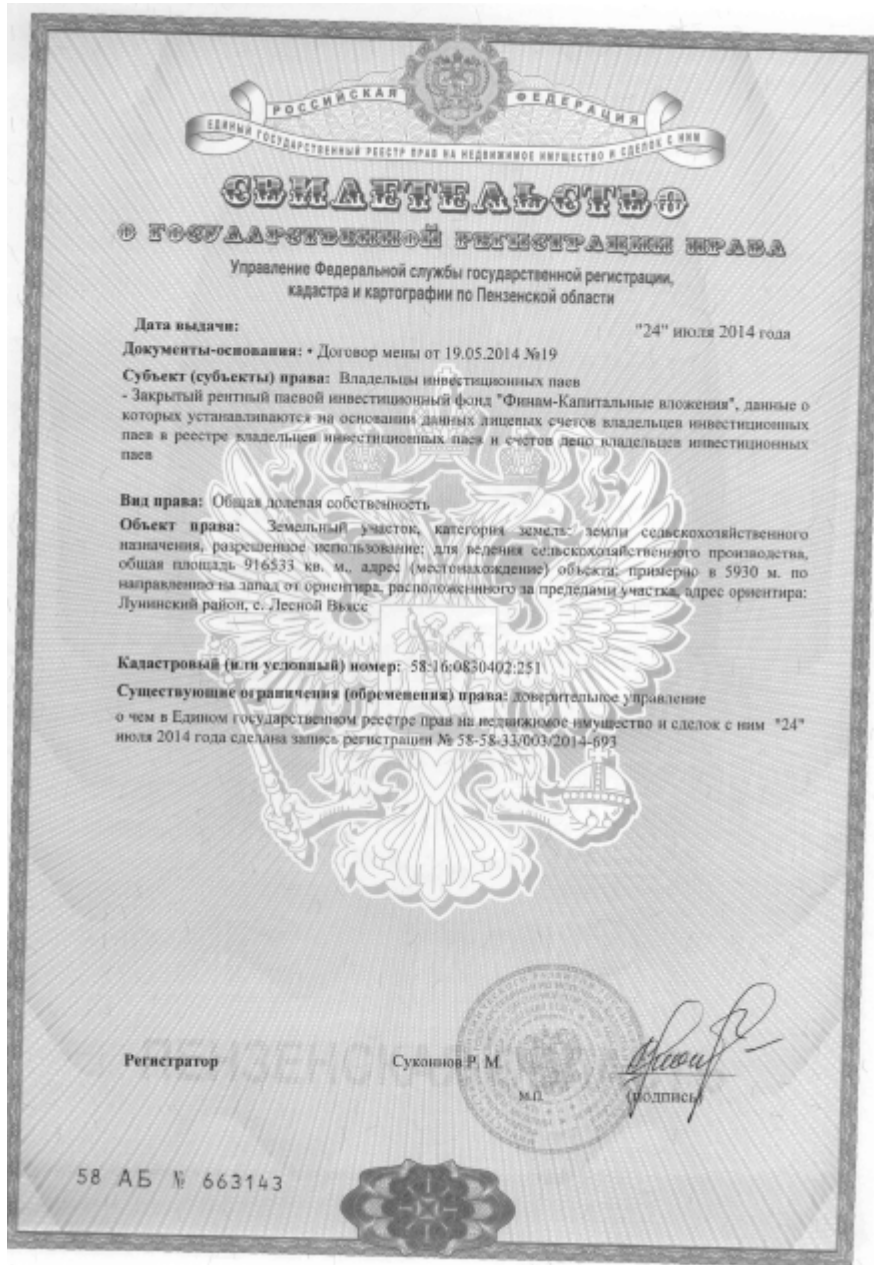 РОССИЙСКАЯ ФЕДЕРАЦИЯ
ЕДИНЫЙ ГОСУДАРСТВЕННЫЙ РЕЕСТР ПРАВ НА НЕДВИЖИМОЕ ИМУЩЕСТВО И СДЕЛОК С НИМ
СВИДЕТЕЛЬСТВО
О ГОСУДАРСТВЕННОЙ РЕГИСТРАЦИИ ПРАВА
Управление Федеральной службы государственной регистрации,
кадастра и картографии по Пензенской области
Дата выдачи: "24" июля 2014 года
Документы-основания: • Договор мены от 19.05.2014 №19
Субъект (субъекты) права: Владельцы инвестиционных паев
- Закрытый рентный паевой инвестиционный фонд "Финам-Капитальные вложения", данные о
которых устанавливаются на основании данных лицевых счетов владельцев инвестиционных
паев в реестре владельцев инвестиционных паев и счетов депо владельцев инвестиционных
паев
Вид права: Общая долевая собственность
Объект права: Земельный участок, категория земель: земли сельскохозяйственного
назначения, разрешенное использование: для ведения сельскохозяйственного производства,
общая площадь 916533 кв. м., адрес (местонахождение) объекта: примерно в 5930 м. по
направлению на запад от ориентира, расположенного за пределами участка, адрес ориентира:
Лунинский район, с. Лесной Вьясс
Кадастровый (или условный) номер: 58:16:0830402:251
Существующие ограничения (обременения) права: доверительное управление
о чем в Едином государственном реестре прав на недвижимое имущество и сделок с ним "24"
июля 2014 года сделана запись регистрации № 58-58-33/003/2014-693
Регистратор Суконнов Р. М.
М.П. (подпись)
58 АБ № 663143